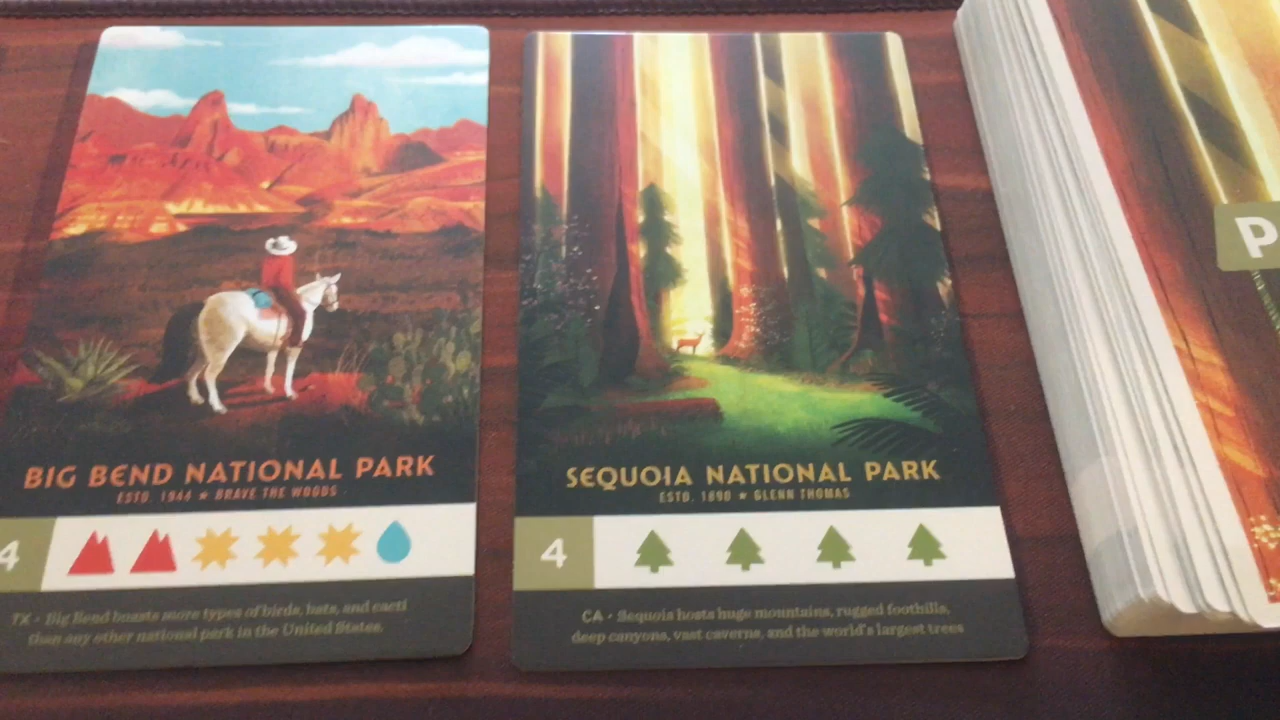 BIG BEND NATIONAL PARK
ESTD. 1944 ★ BRAVE THE WOODS
4
TX • Big Bend boasts more types of birds, bats, and cacti
than any other national park in the United States.
SEQUOIA NATIONAL PARK
ESTD. 1890 ★ GLENN THOMAS
4
CA • Sequoia hosts huge mountains, rugged foothills,
deep canyons, vast caverns, and the world's largest trees
P